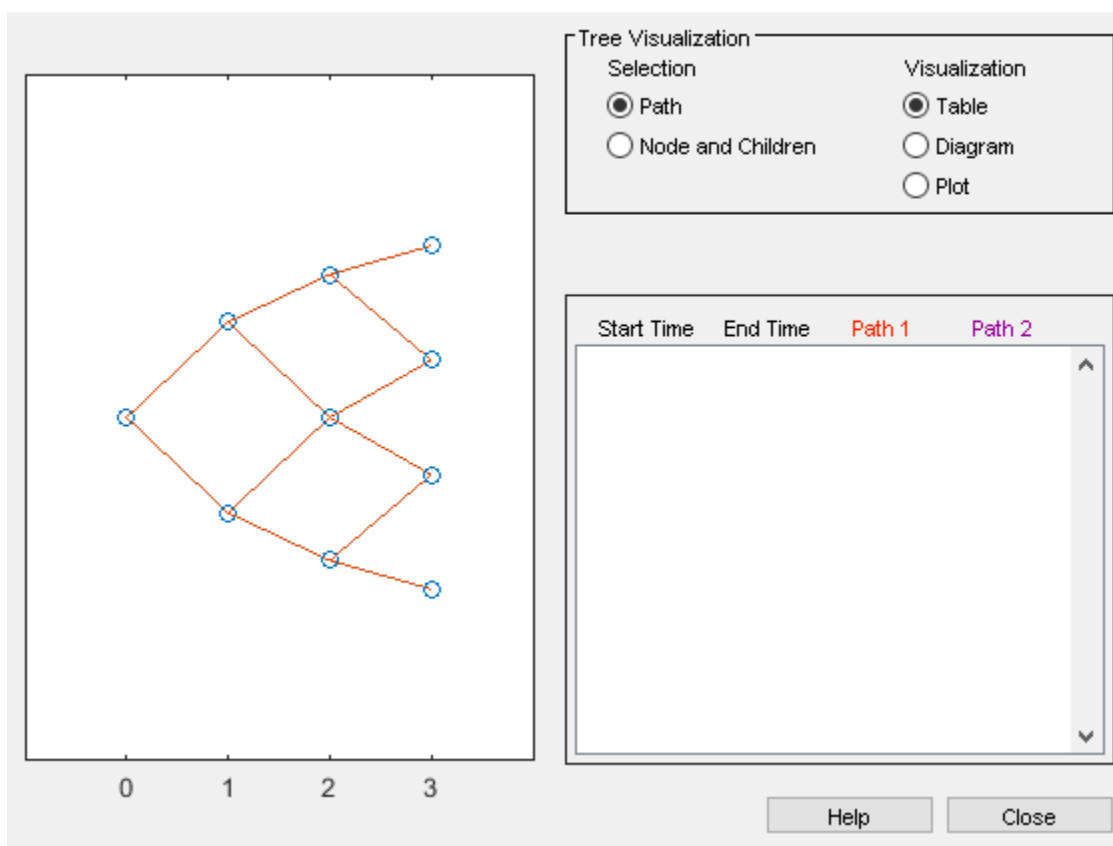 Tree Visualization
Selection Visualization
Path Table
Node and Children Diagram
Plot
Start Time End Time Path 1 Path 2
0 1 2 3
Help Close